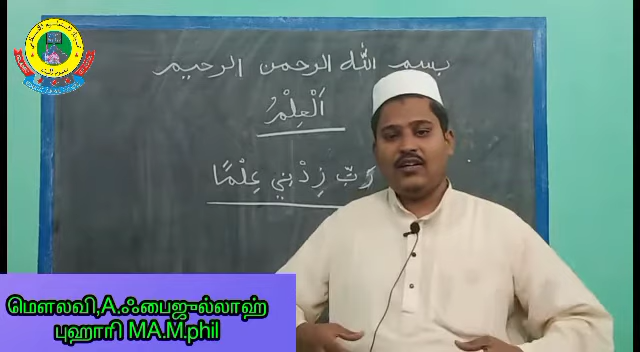 بسم الله الرحمن الرحيم
اَلْعِلْمُ
رَبِّ زِدْنِي عِلْمًا
மௌலவி,A.ஃபைஜுல்லாஹ்
புஹாரி MA.M.phil